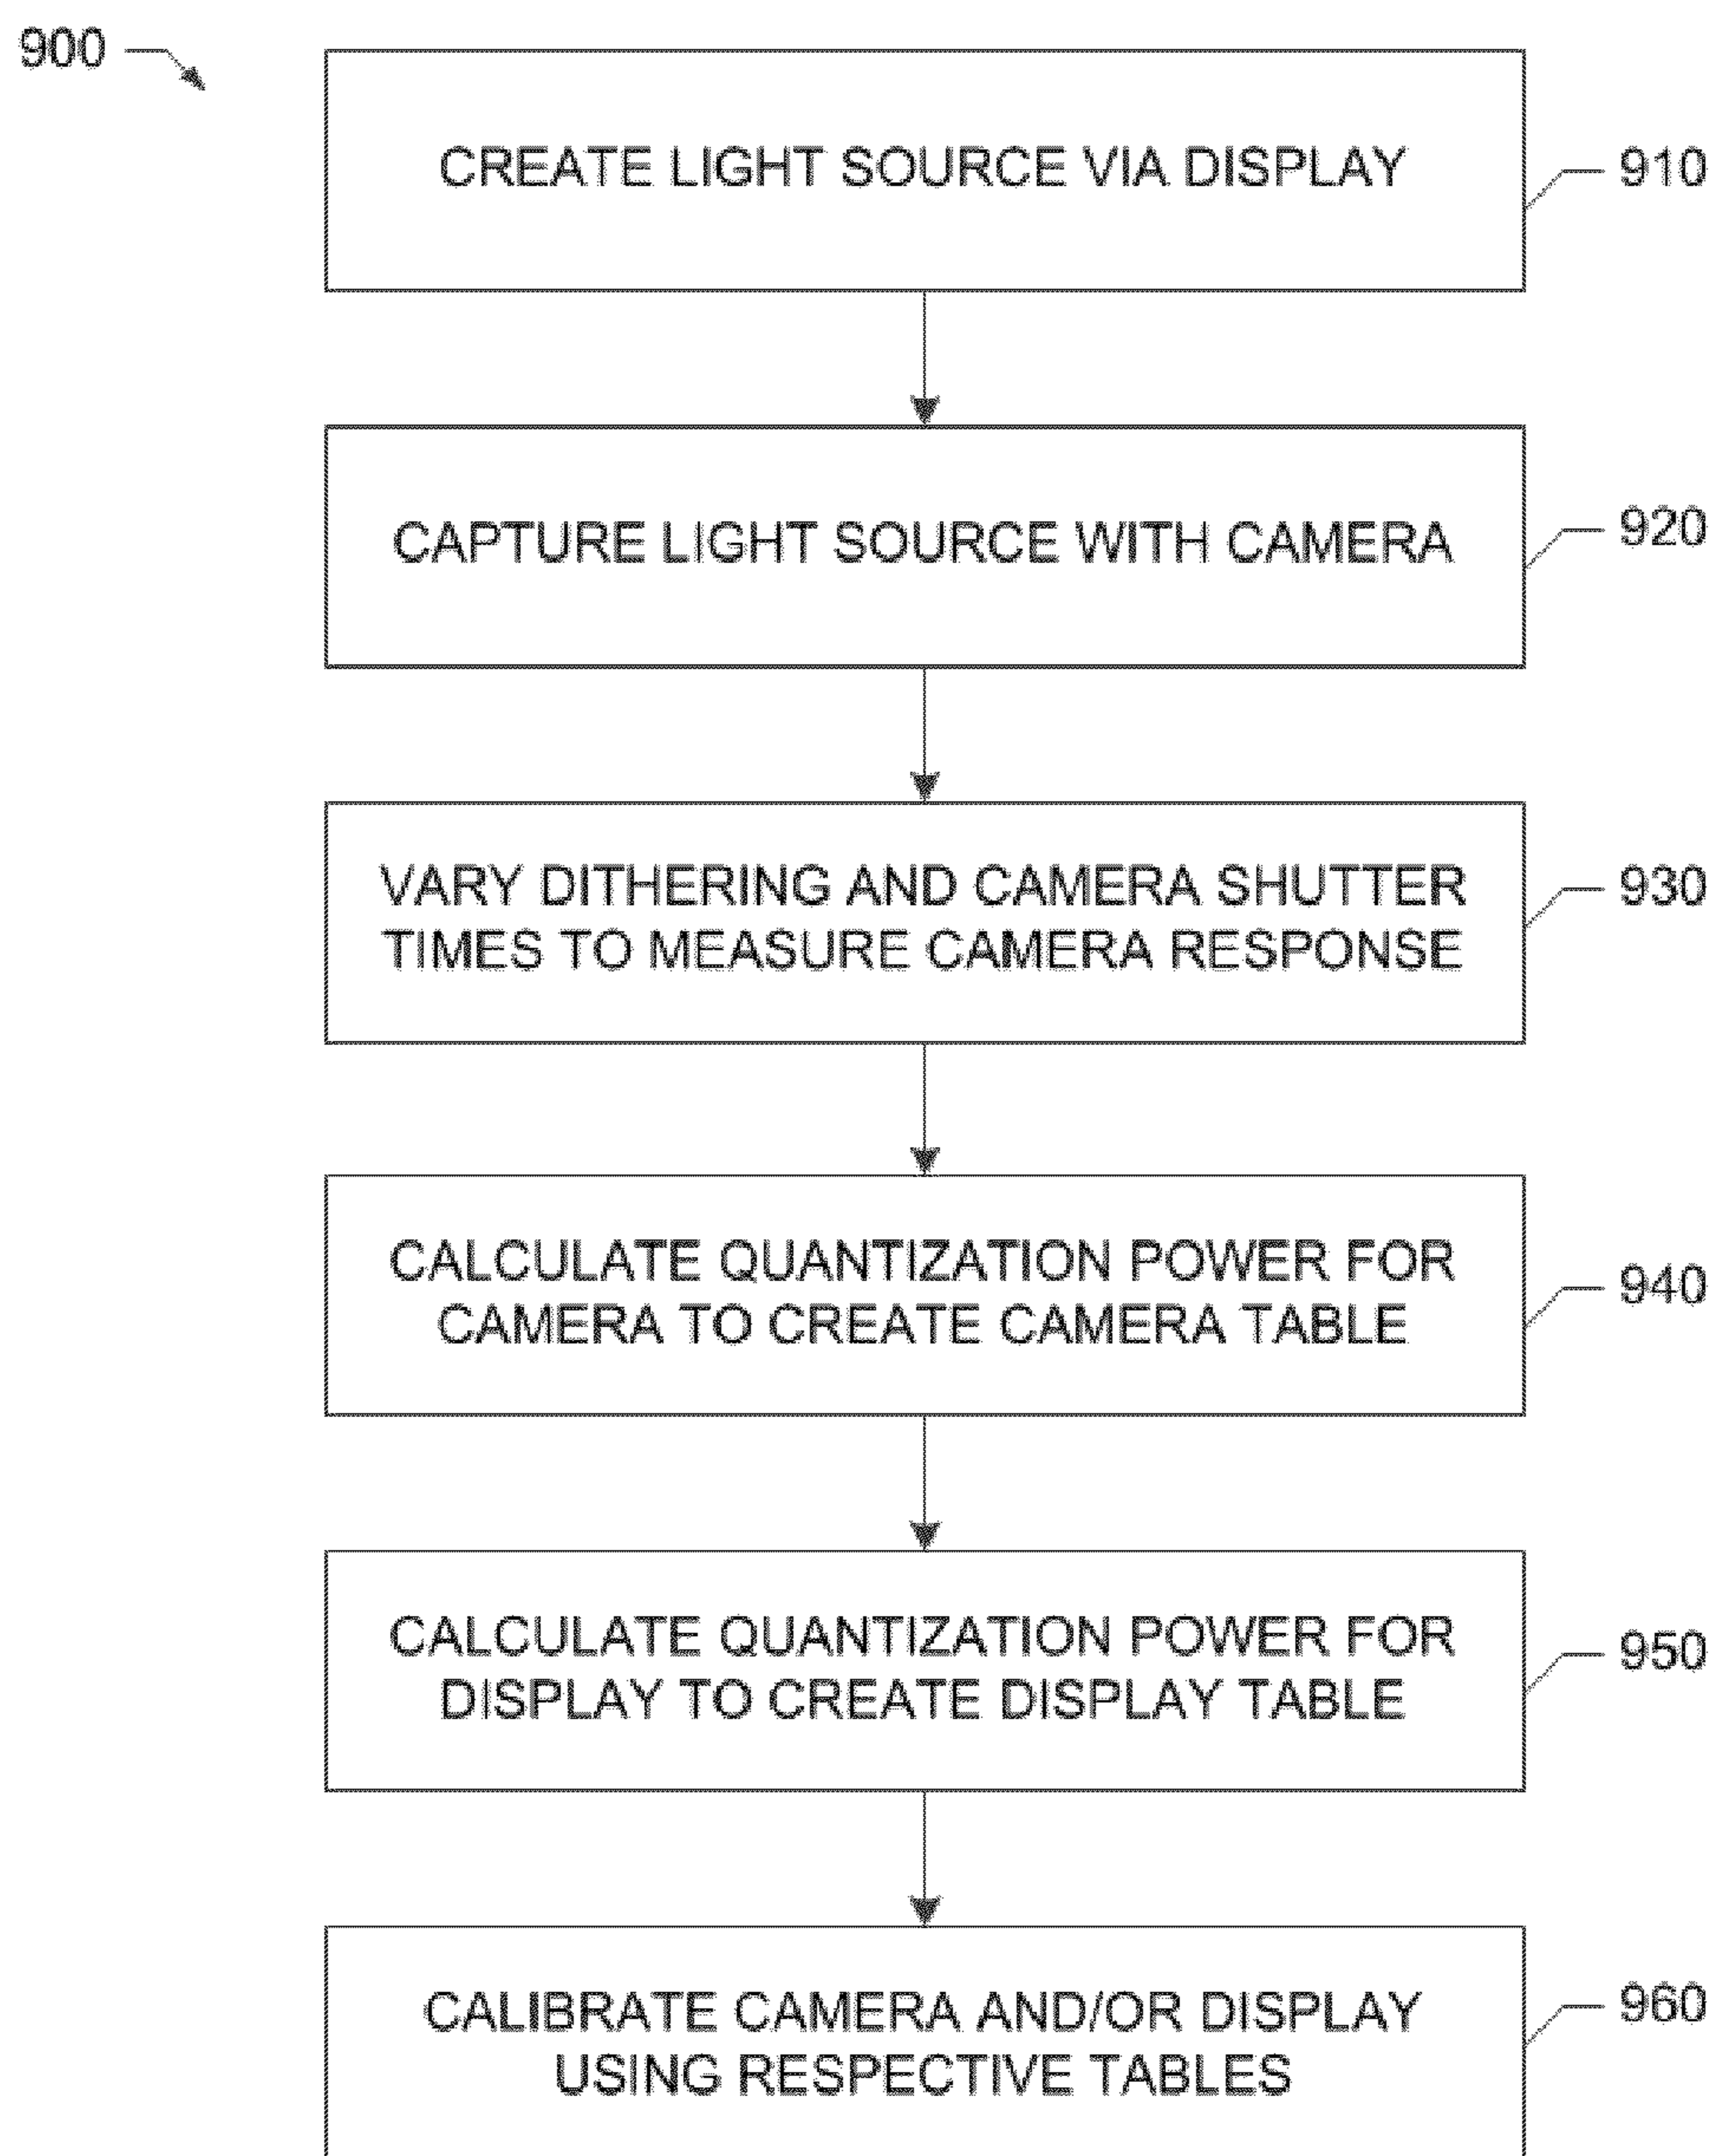 900
CREATE LIGHT SOURCE VIA DISPLAY
910
CAPTURE LIGHT SOURCE WITH CAMERA
920
VARY DITHERING AND CAMERA SHUTTER
TIMES TO MEASURE CAMERA RESPONSE
930
CALCULATE QUANTIZATION POWER FOR
CAMERA TO CREATE CAMERA TABLE
940
CALCULATE QUANTIZATION POWER FOR
DISPLAY TO CREATE DISPLAY TABLE
950
CALIBRATE CAMERA AND/OR DISPLAY
USING RESPECTIVE TABLES
960